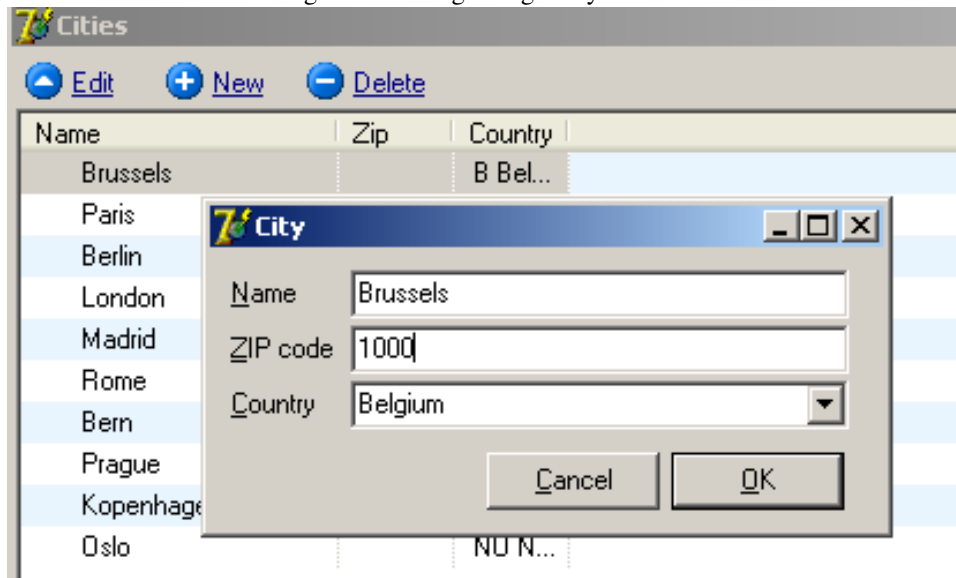 Cities
Edit New Delete
Name Zip Country
Brussels B Bel...
Paris
Berlin
London
Madrid
Rome
Bern
Prague
Kopenhage
Oslo NO N...
City
Name Brussels
ZIP code 1000
Country Belgium
Cancel OK